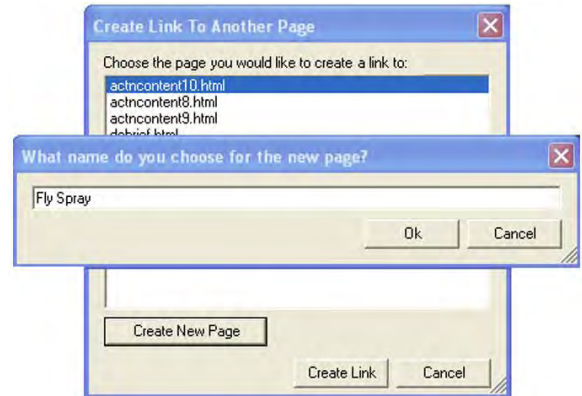 Create Link To Another Page
Choose the page you would like to create a link to:
actncontent10.html
actncontent8.html
actncontent9.html
debrief.html
What name do you choose for the new page?
Fly Spray
Ok Cancel
Create New Page
Create Link Cancel